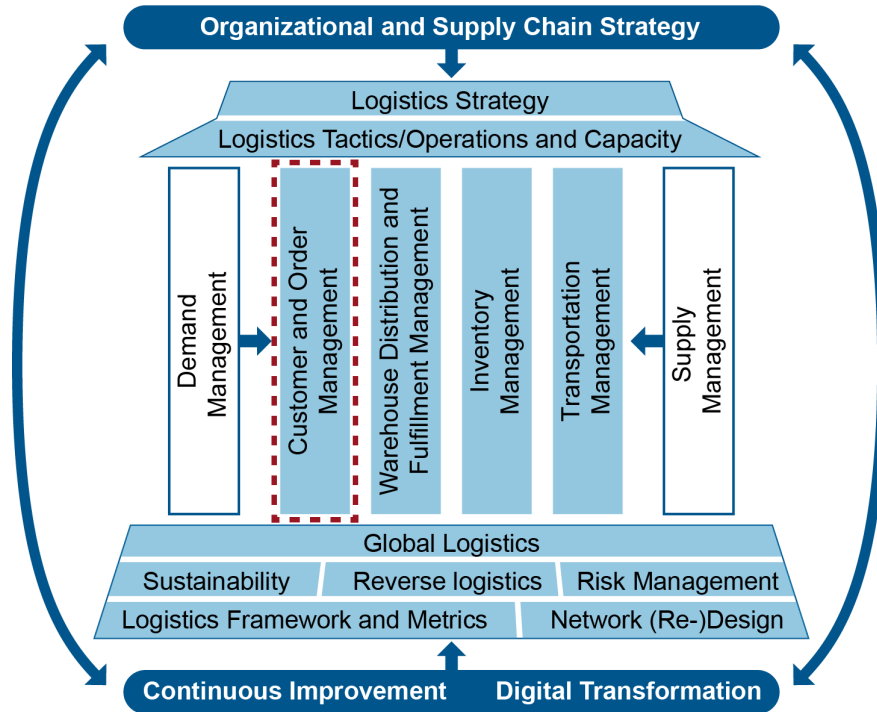 Organizational and Supply Chain Strategy
Logistics Strategy
Logistics Tactics/Operations and Capacity
Demand
Management
Customer and Order
Management
Warehouse Distribution and
Fulfillment Management
Inventory
Management
Transportation
Management
Supply
Management
Global Logistics
Sustainability
Reverse logistics
Risk Management
Logistics Framework and Metrics
Network (Re-)Design
Continuous Improvement
Digital Transformation